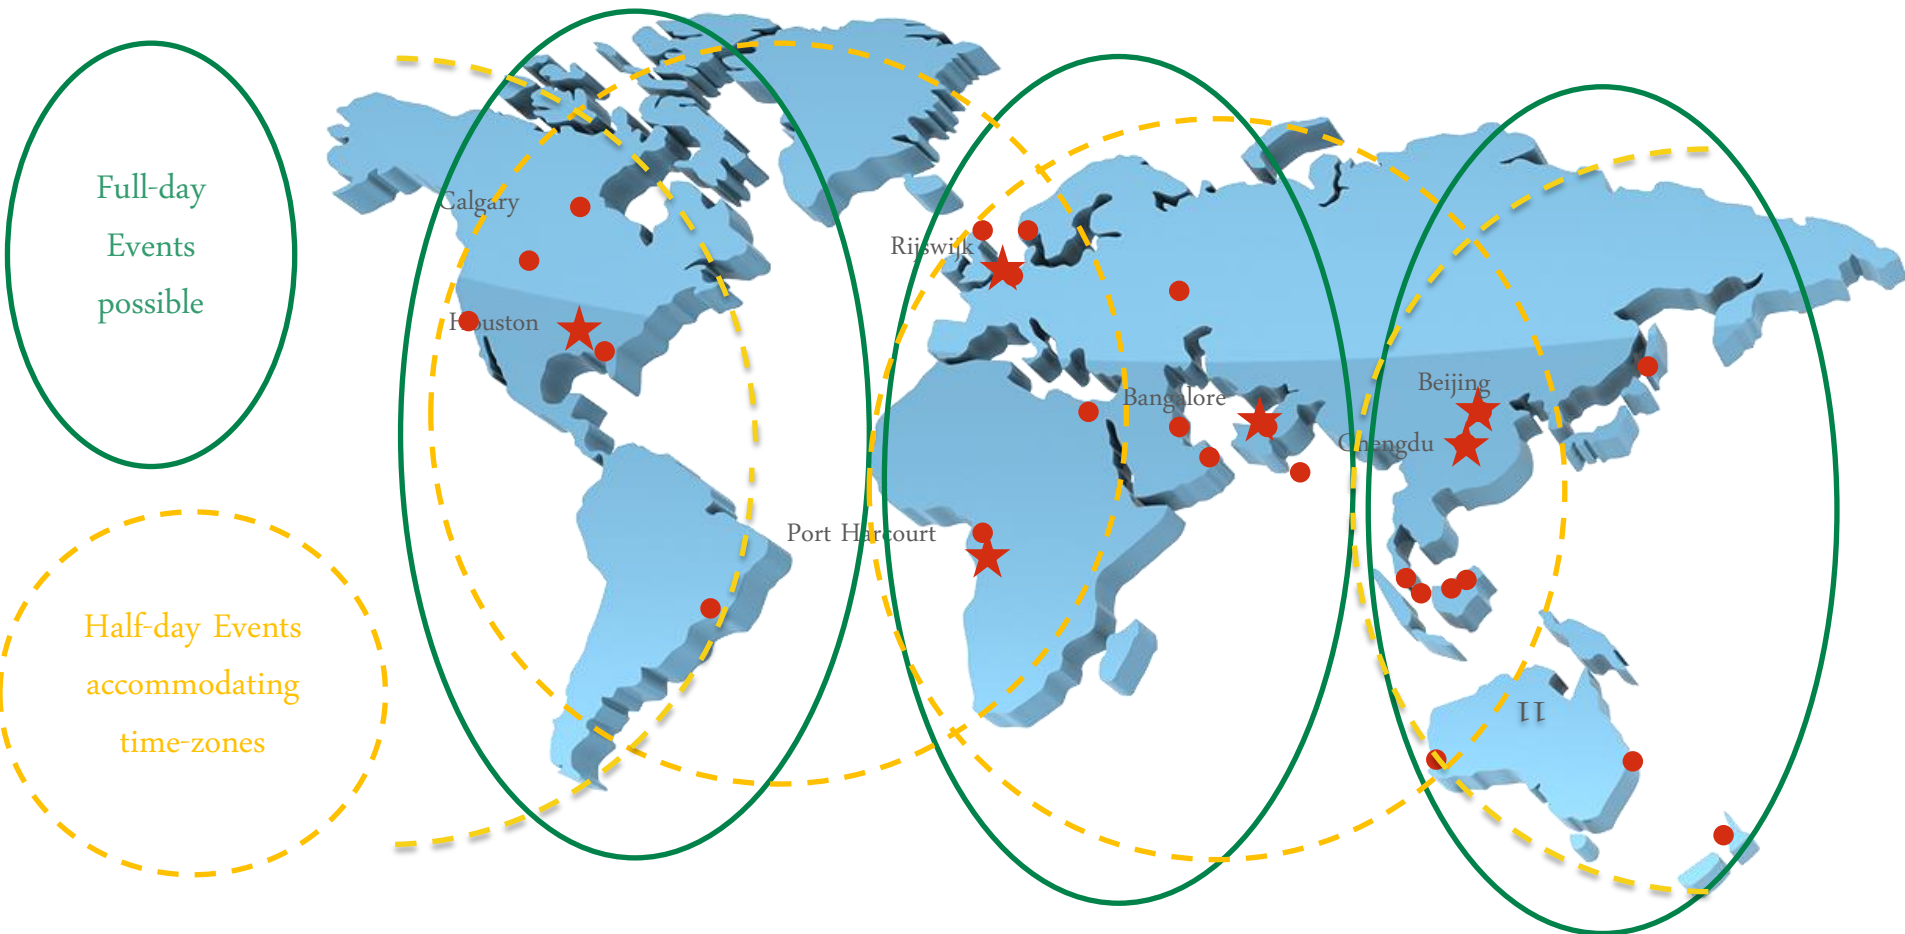 Full-day
Events
possible
Half-day Events
accommodating
time-zones
Calgary
Houston
Rijswijk
Port Harcourt
Bangalore
Beijing
Chengdu
11